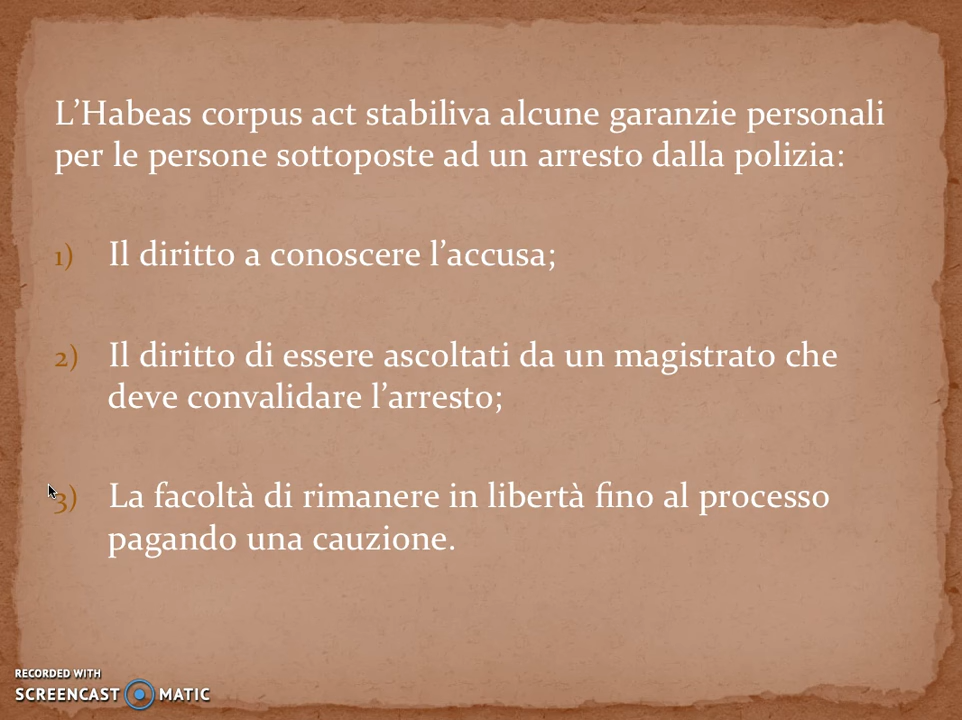 L’Habeas corpus act stabiliva alcune garanzie personali
per le persone sottoposte ad un arresto dalla polizia:
1) Il diritto a conoscere l’accusa;
2) Il diritto di essere ascoltati da un magistrato che
deve convalidare l’arresto;
3) La facoltà di rimanere in libertà fino al processo
pagando una cauzione.
RECORDED WITH
SCREENCAST MATIC